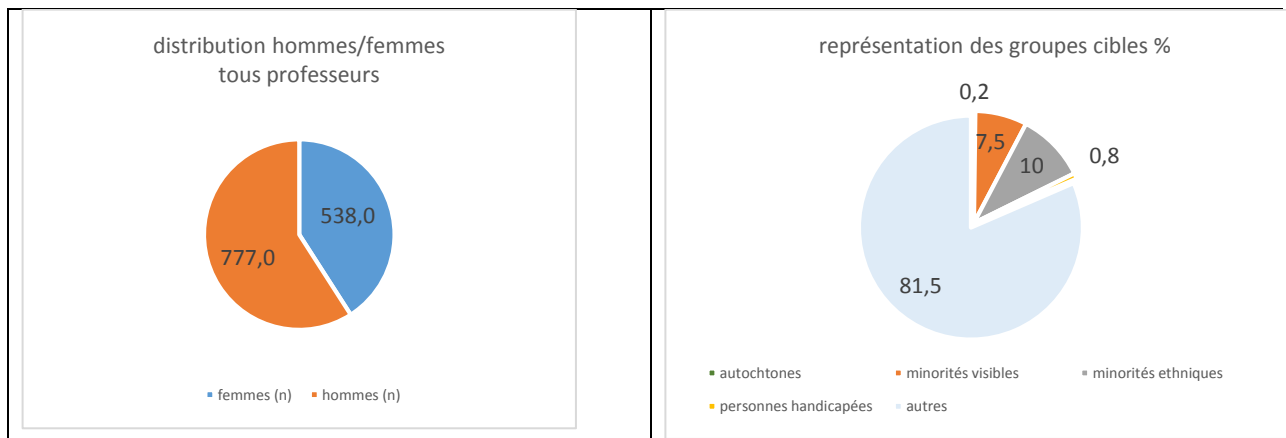 distribution hommes/femmes
tous professeurs
538,0
777,0
femmes (n) hommes (n)
représentation des groupes cibles %
0,2
7,5
10
0,8
81,5
autochtones minorités visibles minorités ethniques
personnes handicapées autres